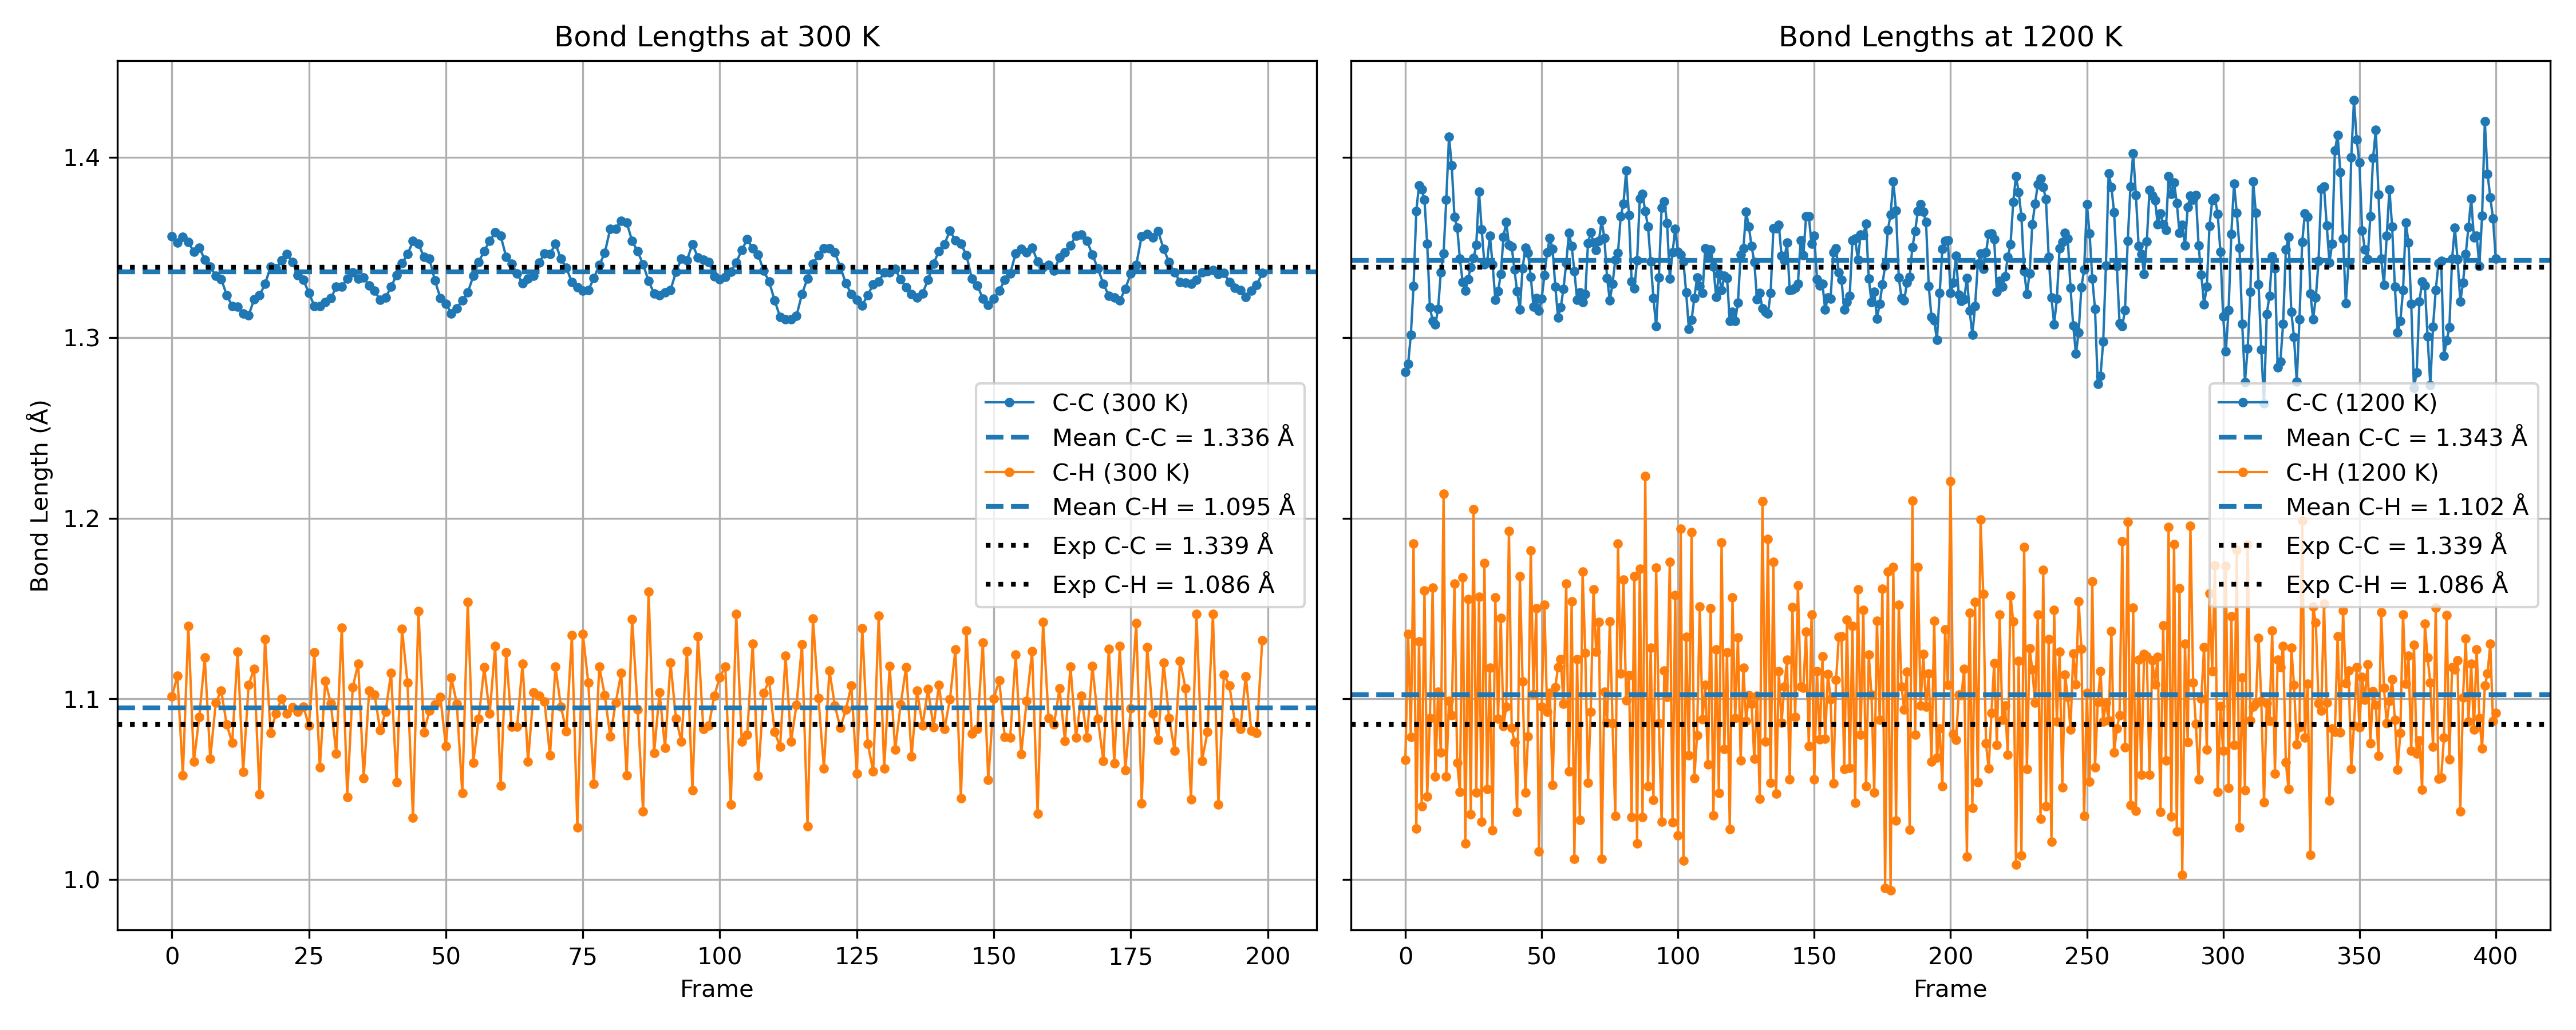 Bond Lengths at 300 K
Bond Lengths at 1200 K
Bond Length (Å)
1.4
1.3
1.2
1.1
1.0
C-C (300 K)
Mean C-C = 1.336 Å
C-H (300 K)
Mean C-H = 1.095 Å
Exp C-C = 1.339 Å
Exp C-H = 1.086 Å
0 25 50 75 100 125 150 175 200
Frame
C-C (1200 K)
Mean C-C = 1.343 Å
C-H (1200 K)
Mean C-H = 1.102 Å
Exp C-C = 1.339 Å
Exp C-H = 1.086 Å
0 50 100 150 200 250 300 350 400
Frame